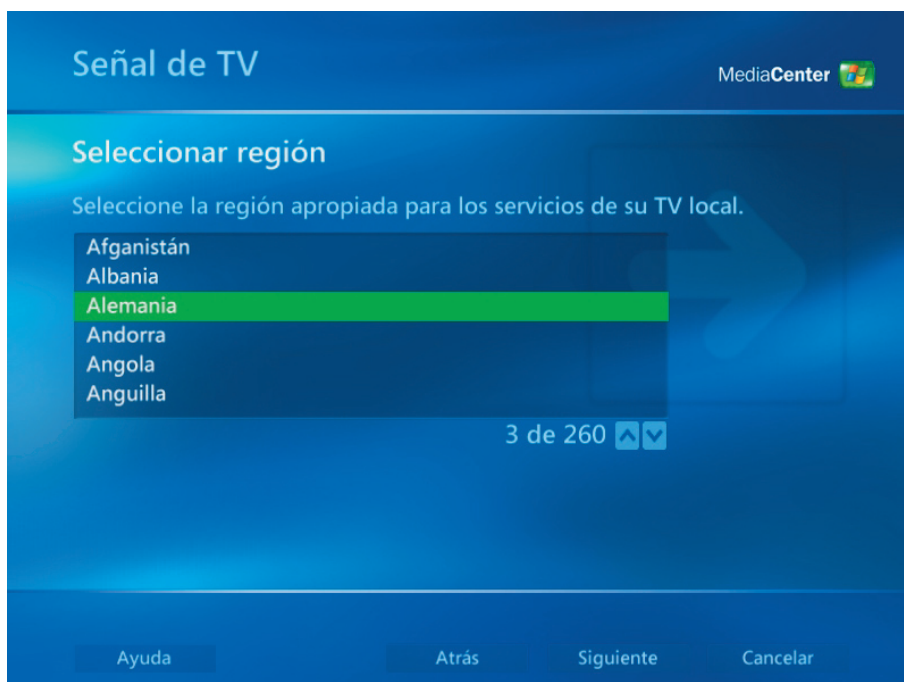 Señal de TV
MediaCenter
Seleccionar región
Seleccione la región apropiada para los servicios de su TV local.
Afganistán
Albania
Alemania
Andorra
Angola
Anguilla
3 de 260
Ayuda
Atrás
Siguiente
Cancelar